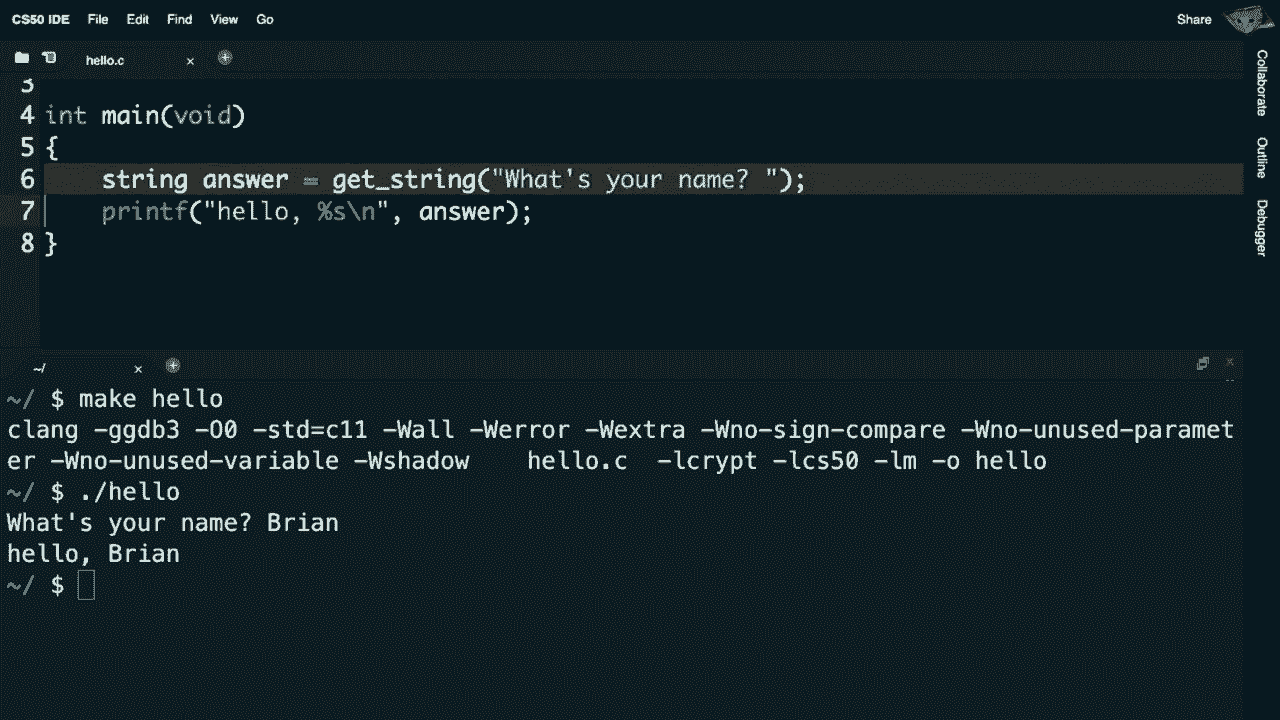 CS50 IDE File Edit Find View Go Share
hello.c
3
4 int main(void)
5 {
6     string answer = get_string("What's your name? ");
7     printf("hello, %s\n", answer);
8 }
Collaborate
Outline
Debugger
~/
~/ $ make hello
clang -ggdb3 -O0 -std=c11 -Wall -Werror -Wextra -Wno-sign-compare -Wno-unused-paramet
er -Wno-unused-variable -Wshadow    hello.c  -lcrypt -lcs50 -lm -o hello
~/ $ ./hello
What's your name? Brian
hello, Brian
~/ $